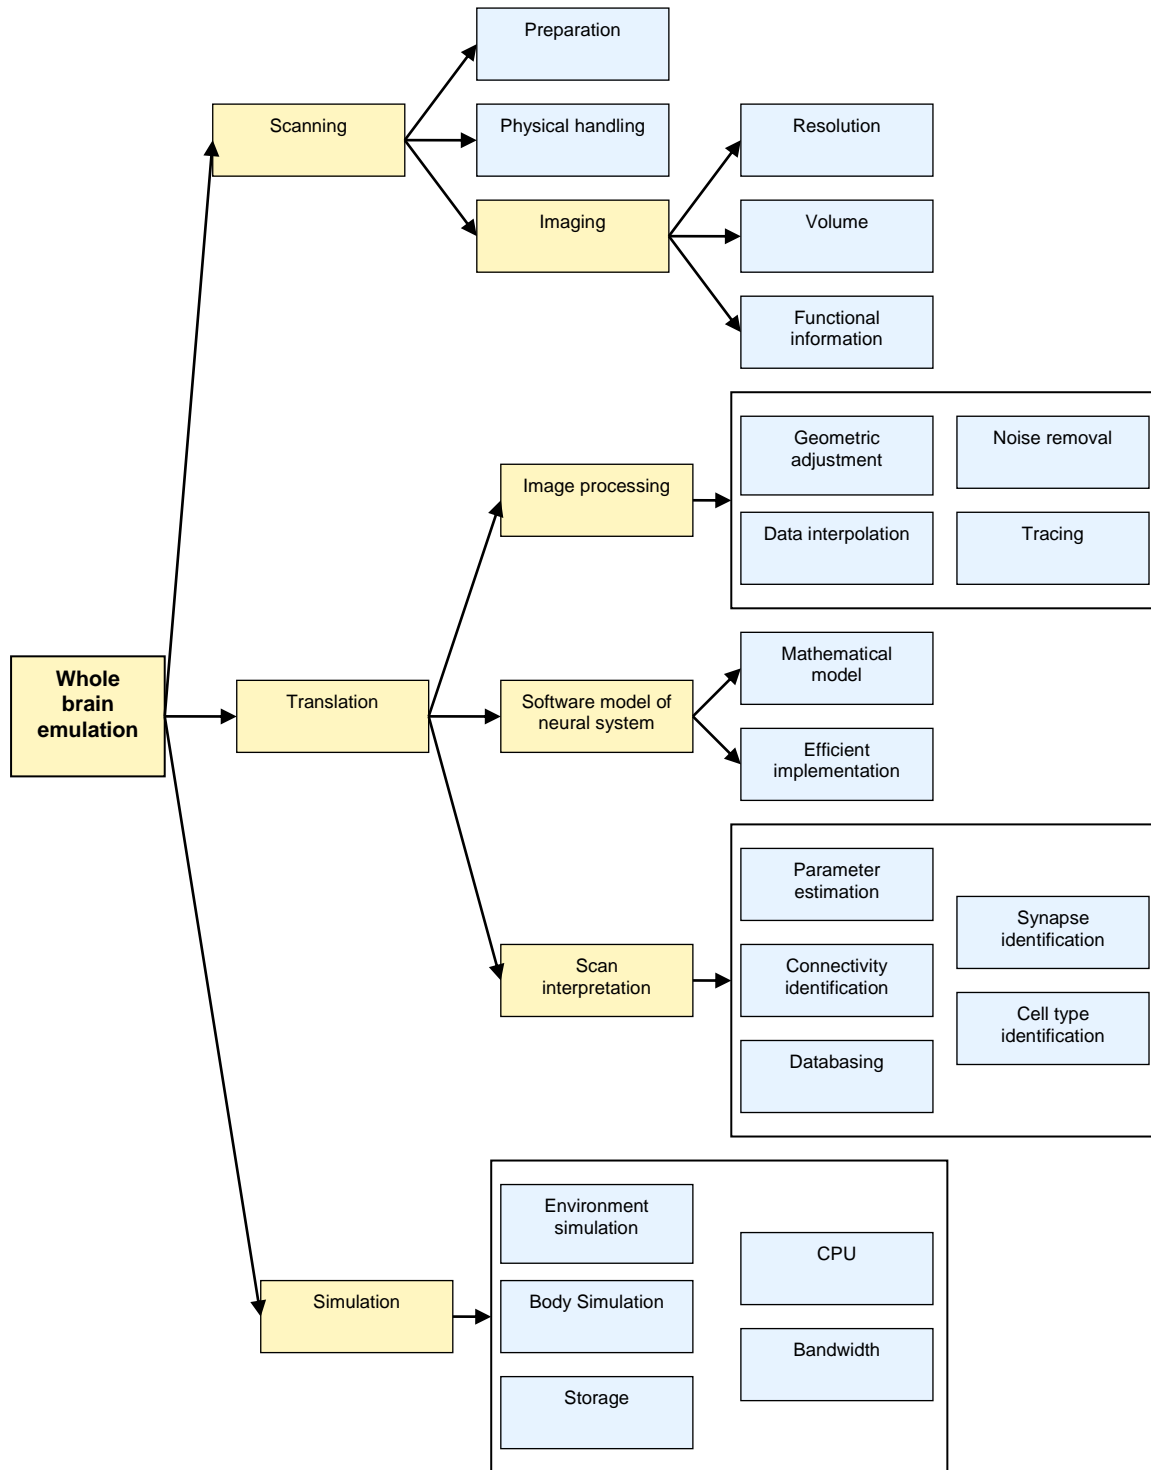 Preparation
Scanning
Physical handling
Resolution
Imaging
Volume
Functional
information
Geometric
adjustment
Noise removal
Image processing
Data interpolation
Tracing
Whole
brain
emulation
Translation
Software model of
neural system
Mathematical
model
Efficient
implementation
Parameter
estimation
Synapse
identification
Scan
interpretation
Connectivity
identification
Cell type
identification
Databasing
Environment
simulation
CPU
Simulation
Body Simulation
Bandwidth
Storage